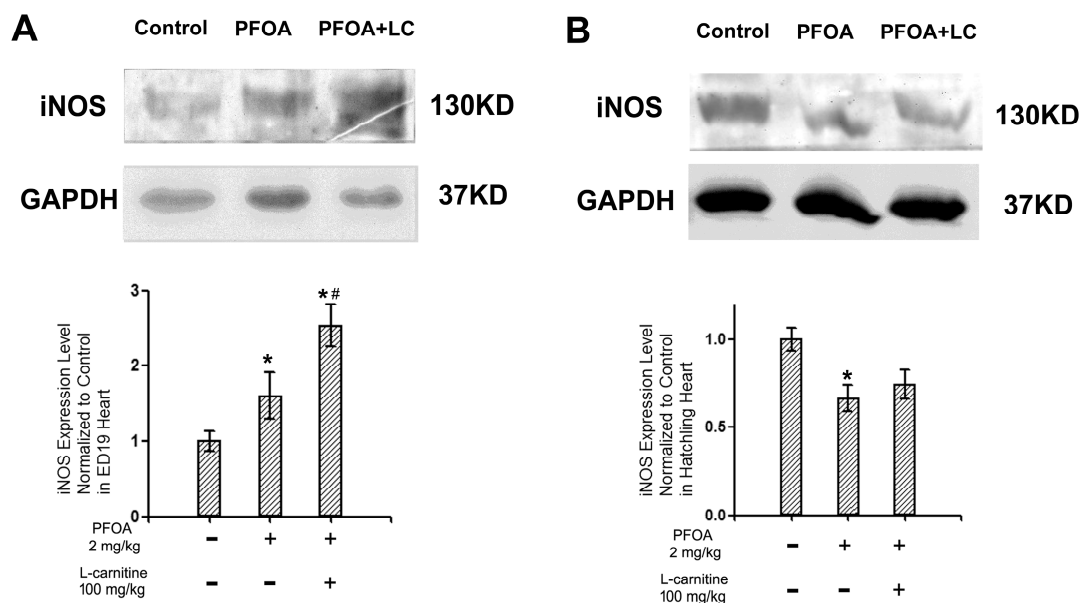 A
Control PFOA PFOA+LC
iNOS 130KD
GAPDH 37KD
3
2
1
0
iNOS Expression Level
Normalized to Control
in ED19 Heart
*
*#
PFOA
2 mg/kg
- + +
L-carnitine
100 mg/kg
- - +
B
Control PFOA PFOA+LC
iNOS 130KD
GAPDH 37KD
1.0
0.5
0.0
iNOS Expression Level
Normalized to Control
in Hatchling Heart
*
PFOA
2 mg/kg
- + +
L-carnitine
100 mg/kg
- - +